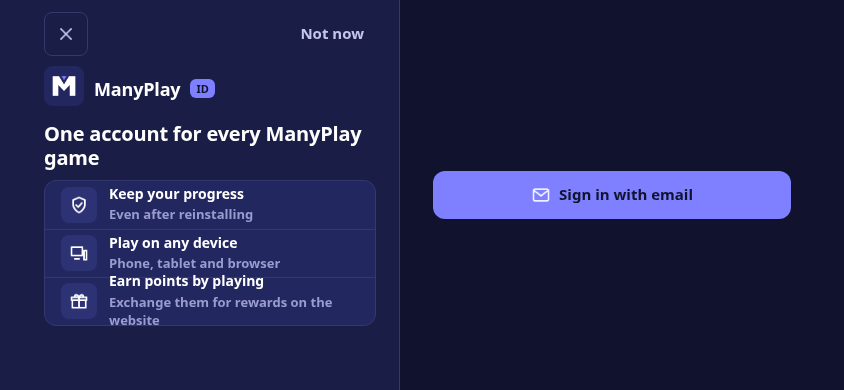 Not now
ManyPlay ID
One account for every ManyPlay
game
Keep your progress
Even after reinstalling
Play on any device
Phone, tablet and browser
Earn points by playing
Exchange them for rewards on the
website
Sign in with email